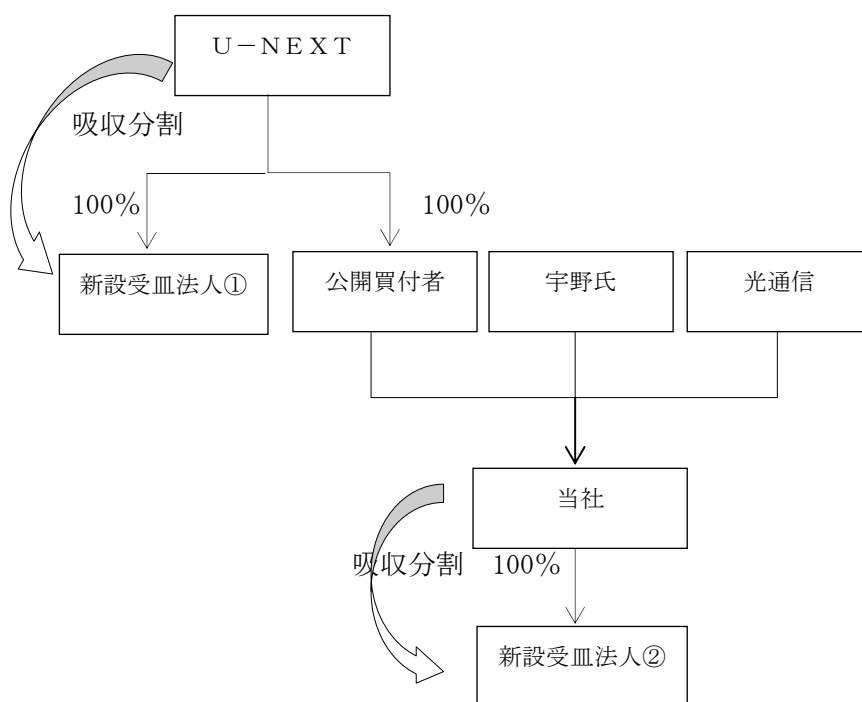 U－NEXT
吸収分割
100%
100%
新設受皿法人①
公開買付者
宇野氏
光通信
当社
吸収分割
100%
新設受皿法人②